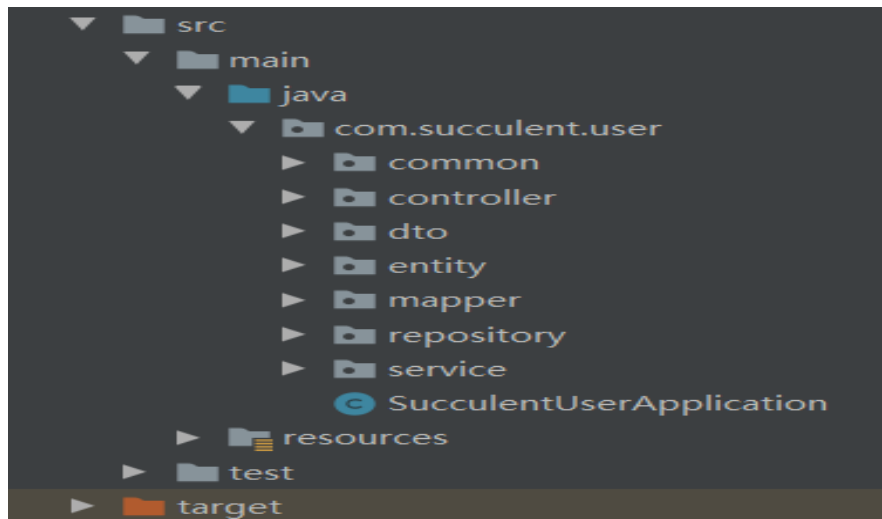 src
main
java
com.succulent.user
common
controller
dto
entity
mapper
repository
service
C SucculentUserApplication
resources
test
target